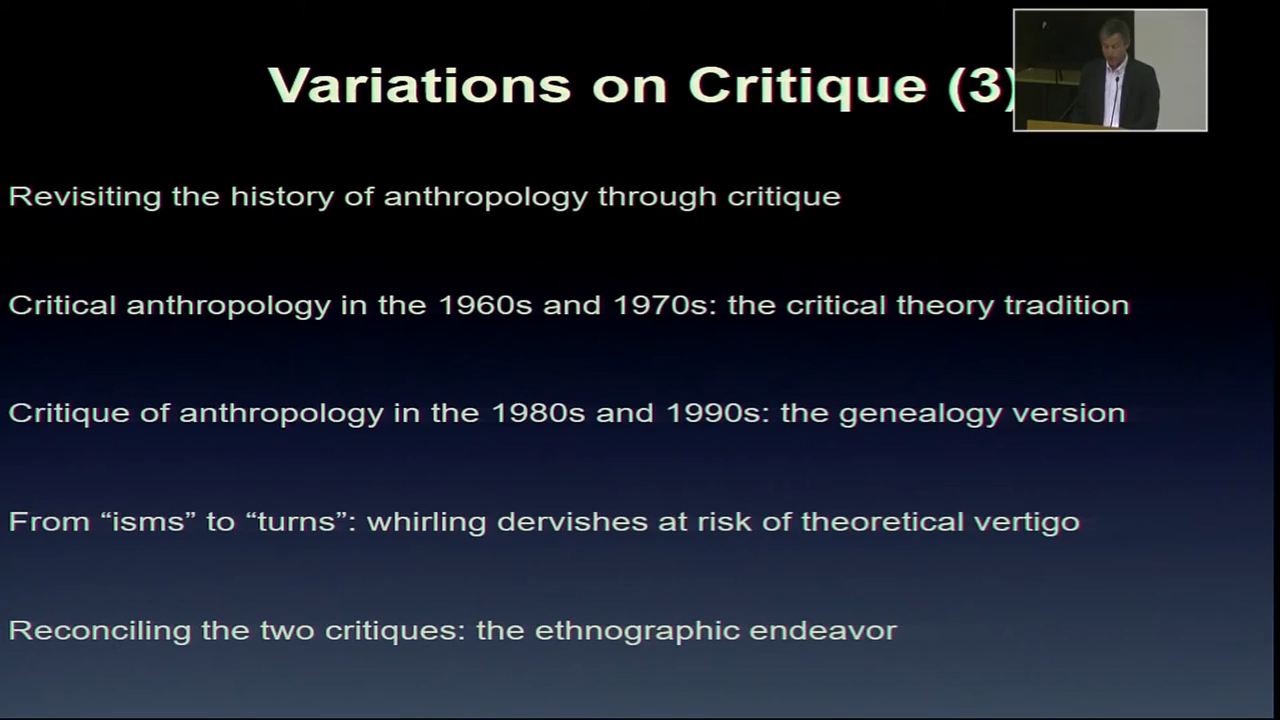 Variations on Critique (3)
Revisiting the history of anthropology through critique
Critical anthropology in the 1960s and 1970s: the critical theory tradition
Critique of anthropology in the 1980s and 1990s: the genealogy version
From “isms” to “turns”: whirling dervishes at risk of theoretical vertigo
Reconciling the two critiques: the ethnographic endeavor